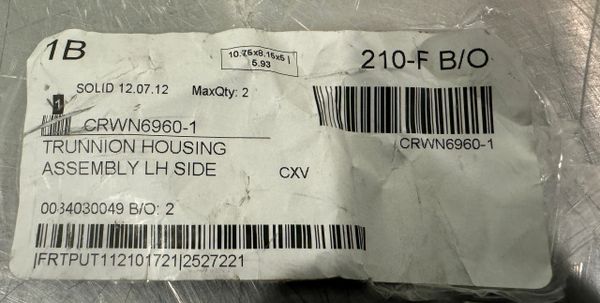 1B
10.75x8.15x5|
5.93
210-F B/O
SOLID 12.07.12 MaxQty: 2
1
CRWN6960-1
CRWN6960-1
TRUNNION HOUSING
ASSEMBLY LH SIDE CXV
0034030049 B/O: 2
|FRTPUT112101721|2527221